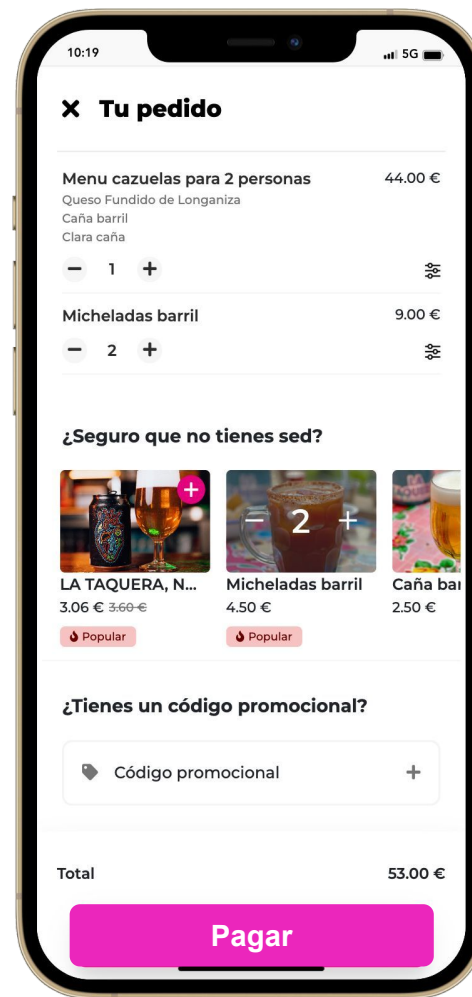 10:19
5G
Tu pedido
Menu cazuelas para 2 personas 44.00 €
Queso Fundido de Longaniza
Caña barril
Clara caña
− 1 +
Micheladas barril 9.00 €
− 2 +
¿Seguro que no tienes sed?
+ − 2 +
LA TAQUERA, N... Micheladas barril Caña bar
3.06 € 3.60 € 4.50 € 2.50 €
Popular Popular
¿Tienes un código promocional?
Código promocional +
Total 53.00 €
Pagar